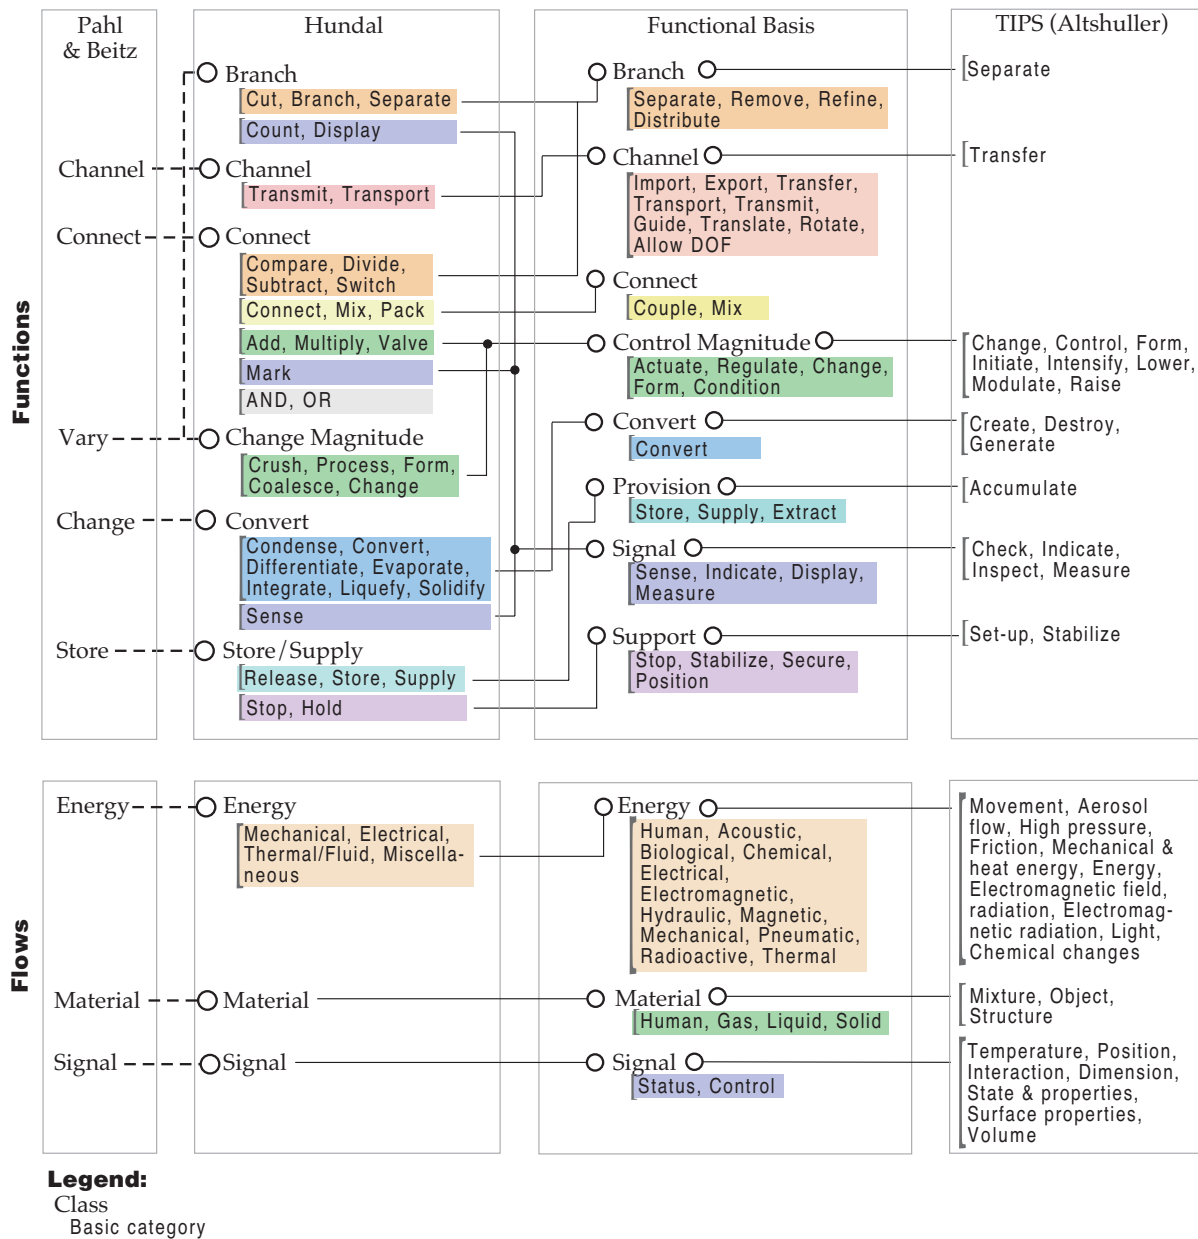 Pahl
& Beitz
Hundal
Functional Basis
TIPS (Altshuller)
Functions
Channel
Connect
Vary
Change
Store
Branch
Cut, Branch, Separate
Count, Display
Channel
Transmit, Transport
Connect
Compare, Divide,
Subtract, Switch
Connect, Mix, Pack
Add, Multiply, Valve
Mark
AND, OR
Change Magnitude
Crush, Process, Form,
Coalesce, Change
Convert
Condense, Convert,
Differentiate, Evaporate,
Integrate, Liquefy, Solidify
Sense
Store/Supply
Release, Store, Supply
Stop, Hold
Branch
Separate, Remove, Refine,
Distribute
Channel
Import, Export, Transfer,
Transport, Transmit,
Guide, Translate, Rotate,
Allow DOF
Connect
Couple, Mix
Control Magnitude
Actuate, Regulate, Change,
Form, Condition
Convert
Convert
Provision
Store, Supply, Extract
Signal
Sense, Indicate, Display,
Measure
Support
Stop, Stabilize, Secure,
Position
Separate
Transfer
Change, Control, Form,
Initiate, Intensify, Lower,
Modulate, Raise
Create, Destroy,
Generate
Accumulate
Check, Indicate,
Inspect, Measure
Set-up, Stabilize
Flows
Energy
Material
Signal
Energy
Mechanical, Electrical,
Thermal/Fluid, Miscella-
neous
Material
Signal
Energy
Human, Acoustic,
Biological, Chemical,
Electrical,
Electromagnetic,
Hydraulic, Magnetic,
Mechanical, Pneumatic,
Radioactive, Thermal
Material
Human, Gas, Liquid, Solid
Signal
Status, Control
Movement, Aerosol
flow, High pressure,
Friction, Mechanical &
heat energy, Energy,
Electromagnetic field,
radiation, Electromag-
netic radiation, Light,
Chemical changes
Mixture, Object,
Structure
Temperature, Position,
Interaction, Dimension,
State & properties,
Surface properties,
Volume
Legend:
Class
Basic category